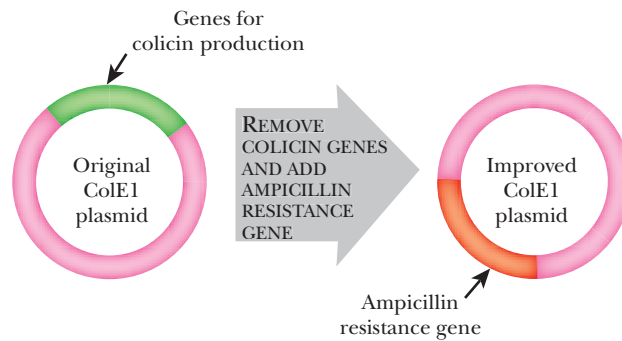 Genes for
colicin production
Original
ColE1
plasmid
REMOVE
COLICIN GENES
AND ADD
AMPICILLIN
RESISTANCE
GENE
Improved
ColE1
plasmid
Ampicillin
resistance gene